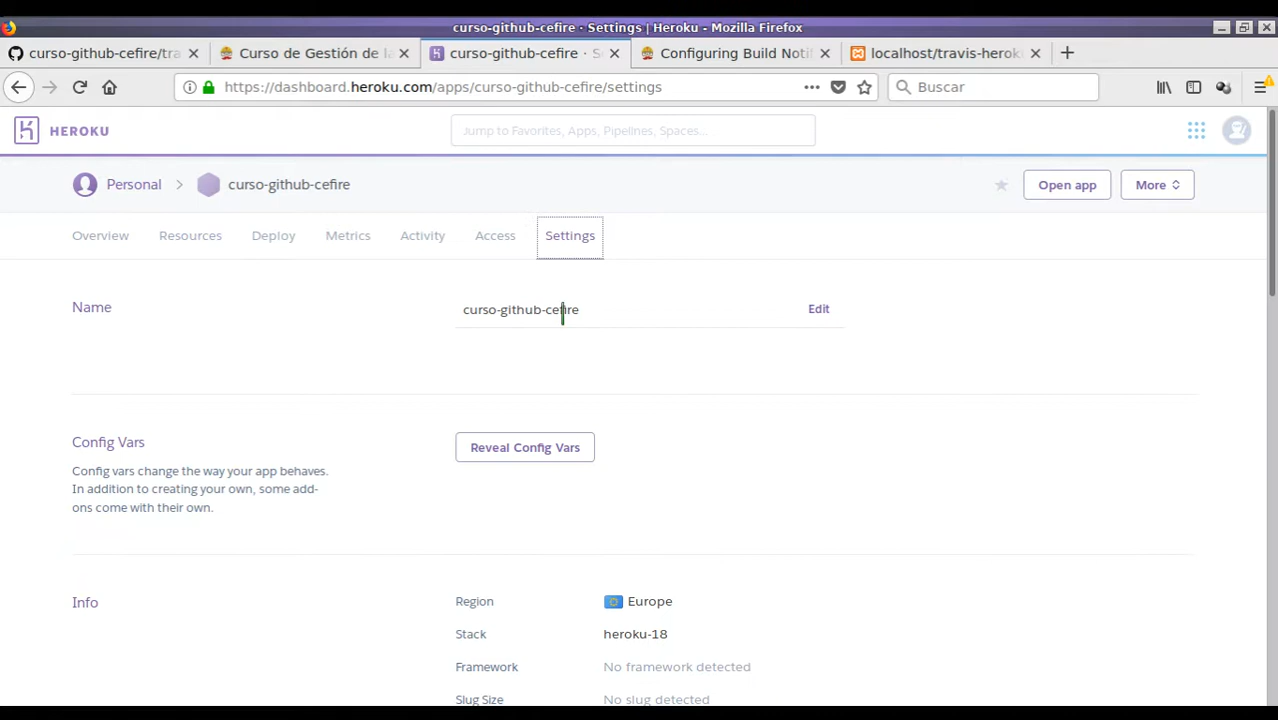 curso-github-cefire · Settings | Heroku - Mozilla Firefox
curso-github-cefire/tra
Curso de Gestión de la
curso-github-cefire · S
Configuring Build Noti
localhost/travis-heroku
https://dashboard.heroku.com/apps/curso-github-cefire/settings
Buscar
HEROKU
Jump to Favorites, Apps, Pipelines, Spaces...
Personal
curso-github-cefire
Open app
More
Overview
Resources
Deploy
Metrics
Activity
Access
Settings
Name
curso-github-cefire
Edit
Config Vars
Reveal Config Vars
Config vars change the way your app behaves.
In addition to creating your own, some add-
ons come with their own.
Info
Region
Europe
Stack
heroku-18
Framework
No framework detected
Slug Size
No slug detected